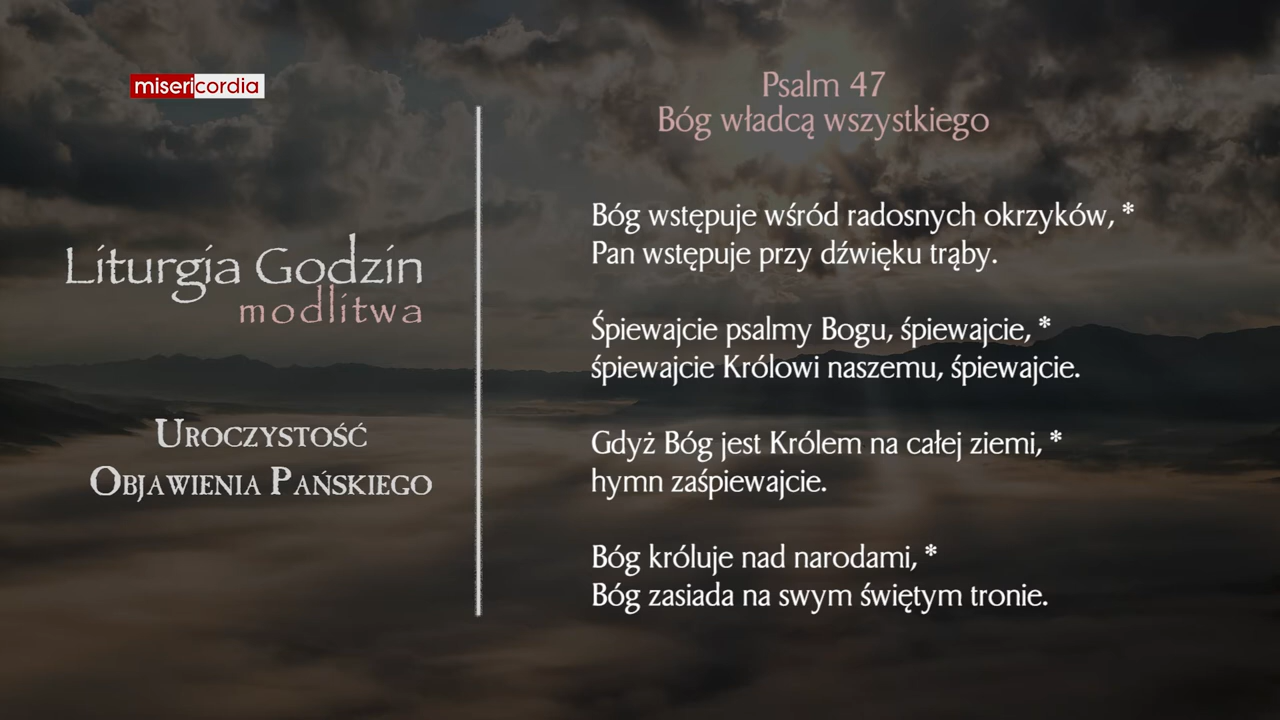 misericordia
Liturgia Godzin
modlitwa
Uroczystość
Objawienia Pańskiego
Psalm 47
Bóg władcą wszystkiego
Bóg wstępuje wśród radosnych okrzyków, *
Pan wstępuje przy dźwięku trąby.
Śpiewajcie psalmy Bogu, śpiewajcie, *
śpiewajcie Królowi naszemu, śpiewajcie.
Gdyż Bóg jest Królem na całej ziemi, *
hymn zaśpiewajcie.
Bóg króluje nad narodami, *
Bóg zasiada na swym świętym tronie.